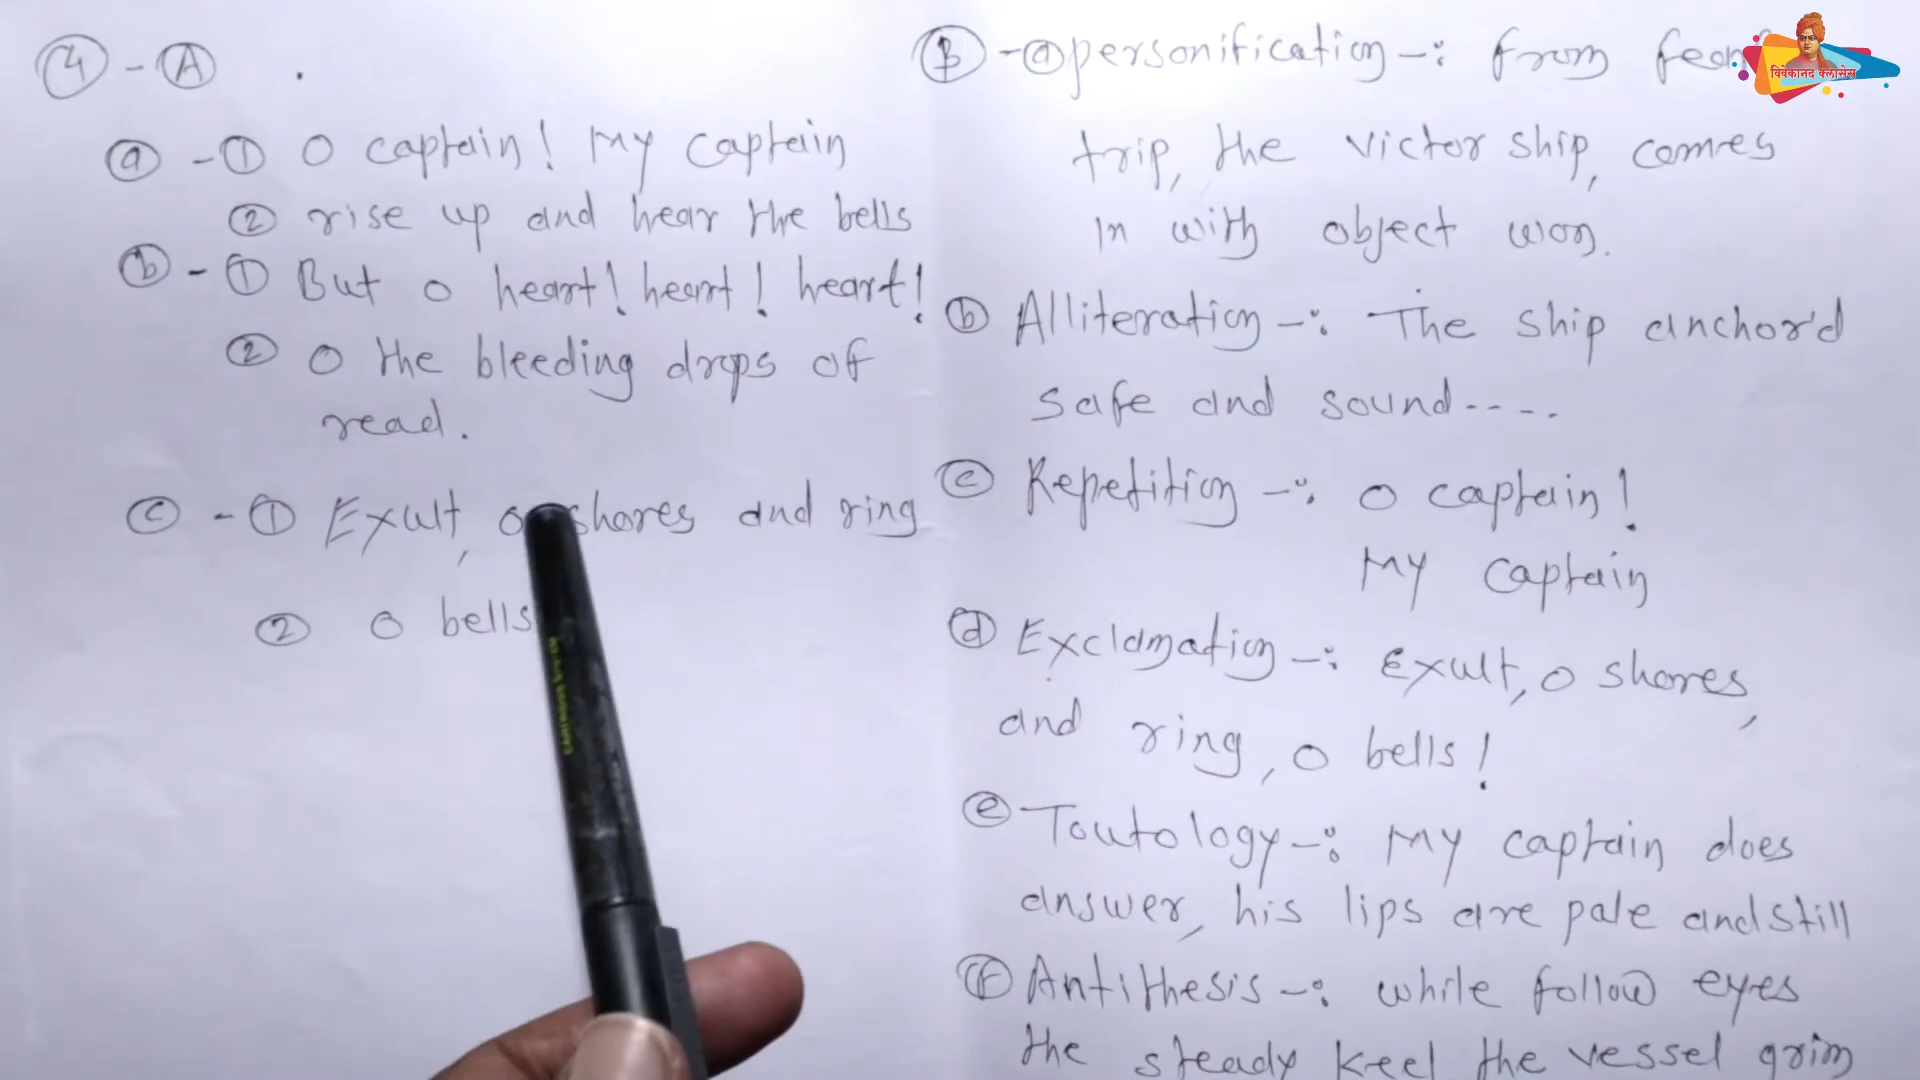 4 - A .
a - 1 O captain! My captain
2 rise up and hear the bells
b - 1 But o heart! heart! heart!
2 o the bleeding drops of
read.
c - 1 Exult, o shores and ring
2 o bells
B - a personification -: from
trip, the victor ship, comes
In with object won.
b Alliteration -: The ship anchor'd
safe and sound----.
c Repetition -: o captain!
My captain
d Exclamation -: Exult, o shores,
and ring, o bells!
e Toutology -: My captain does
answer, his lips are pale and still
f Antithesis -: while follow eyes
the steady keel the vessel grim
विवेकानंद क्लासेस